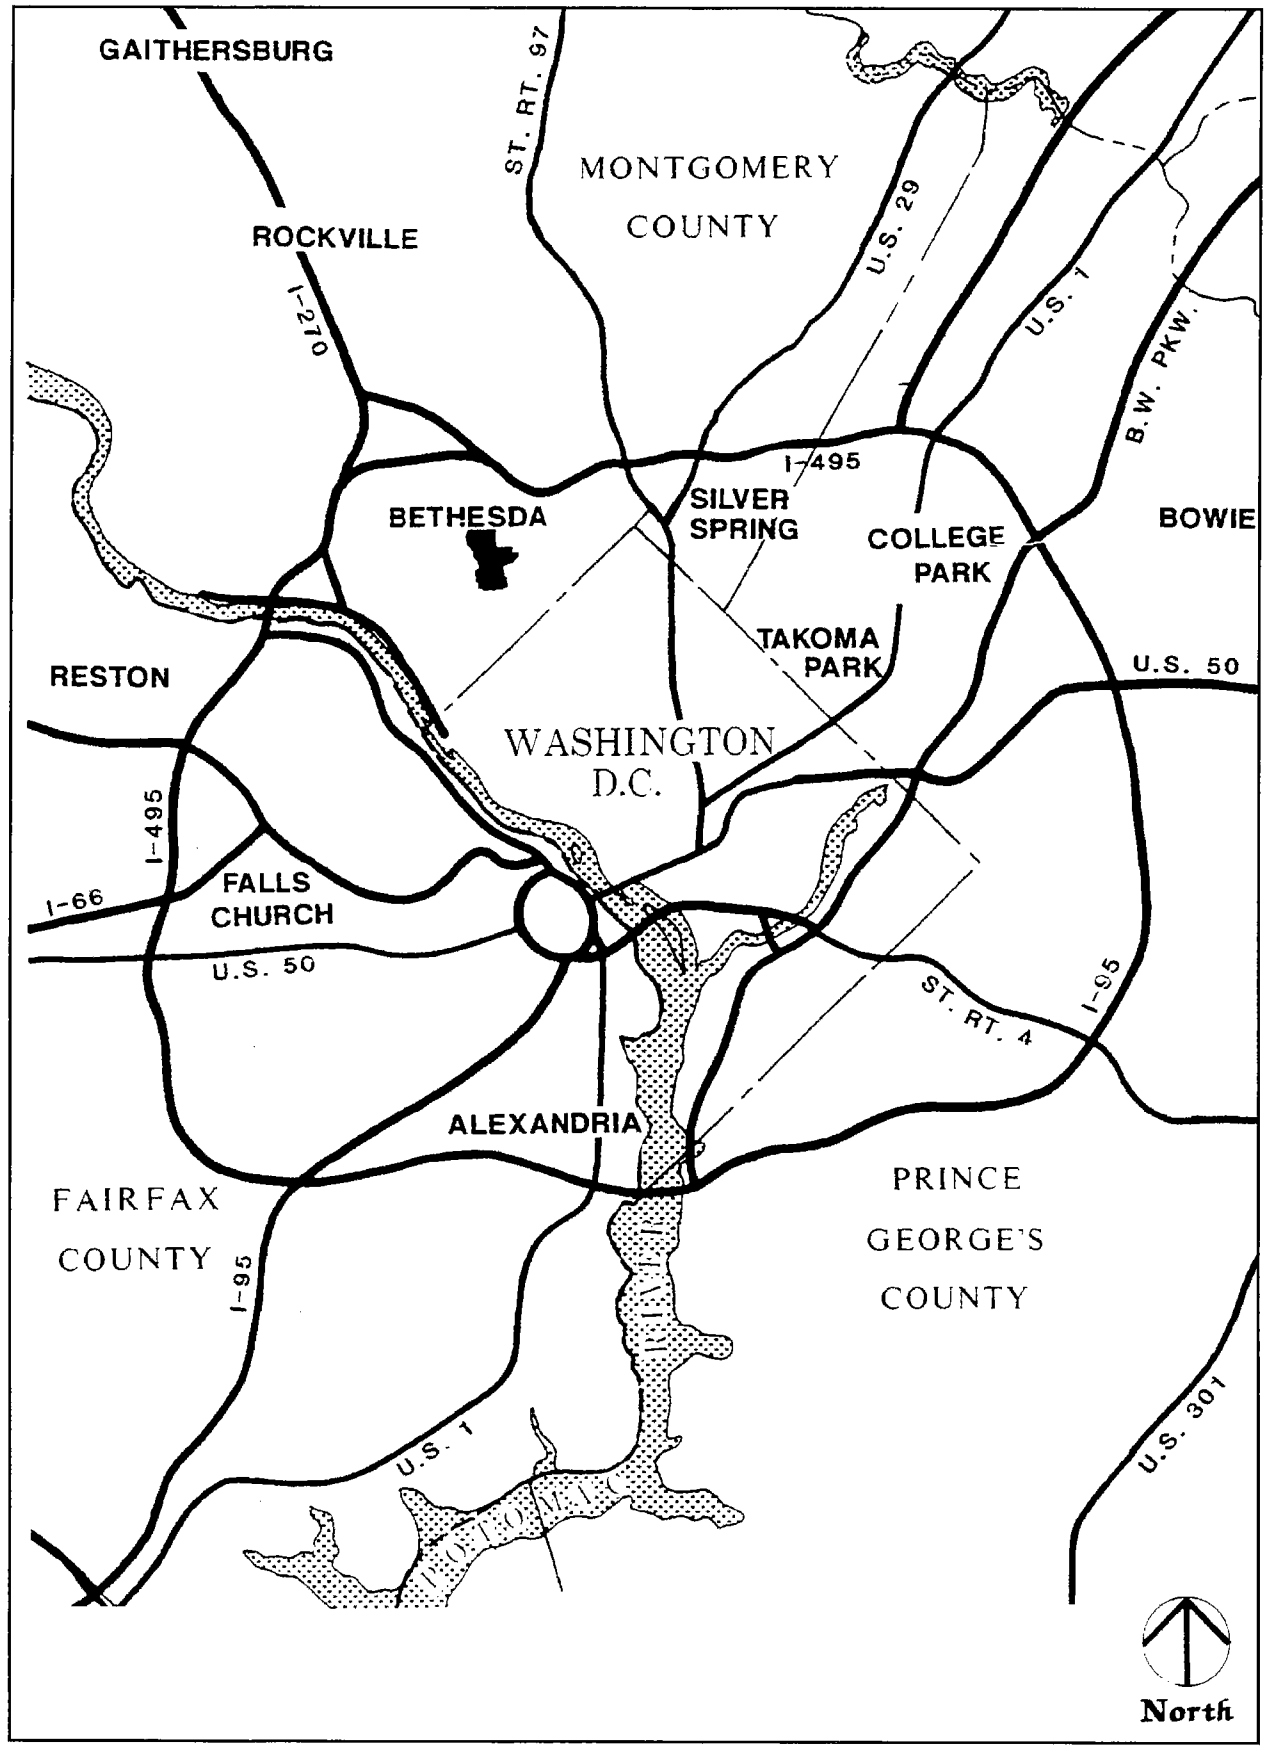 GAITHERSBURG
ST. RT. 97
MONTGOMERY
COUNTY
U.S. 29
ROCKVILLE
I-270
U.S. 1
B.W. PKW.
I-495
BETHESDA
SILVER
SPRING
COLLEGE
PARK
BOWIE
TAKOMA
PARK
RESTON
U.S. 50
WASHINGTON
D.C.
I-495
I-66
FALLS
CHURCH
U.S. 50
ST. RT. 4
I-95
ALEXANDRIA
FAIRFAX
COUNTY
I-95
PRINCE
GEORGE'S
COUNTY
U.S. 1
POTOMAC
RIVER
U.S. 301
North